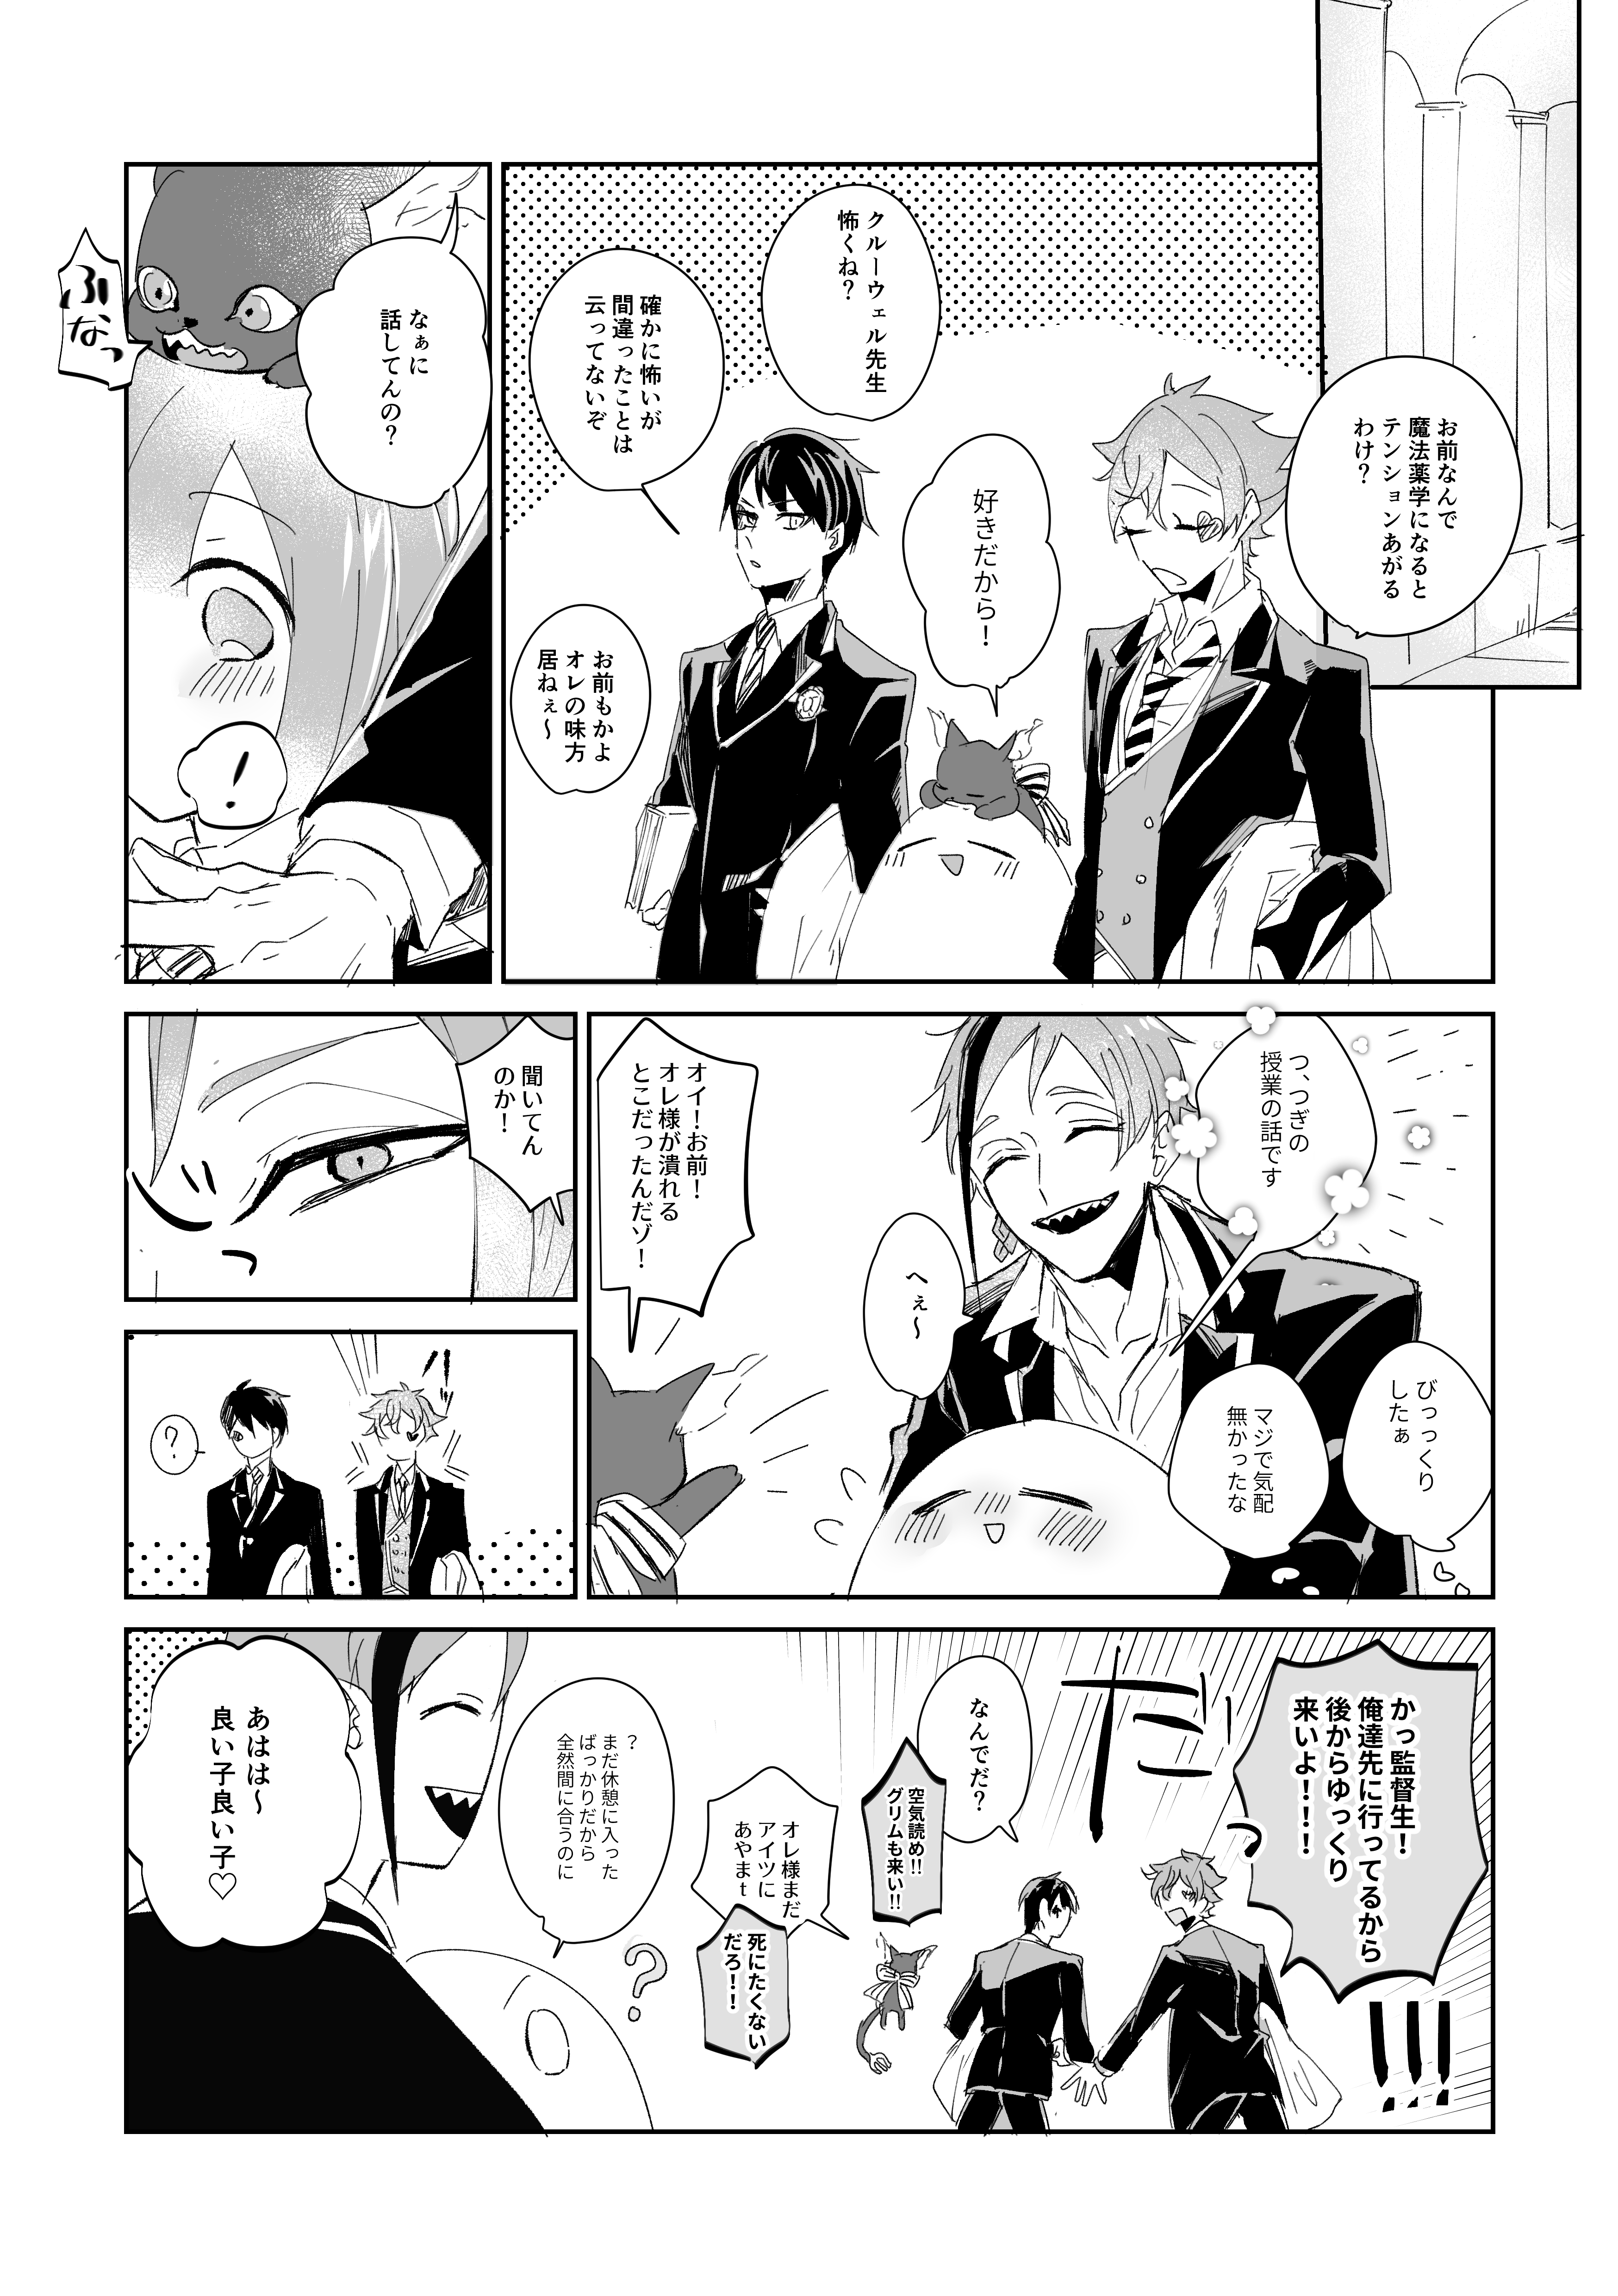 お前なんで
魔法薬学になると
テンションあがる
わけ?
クルーウェル先生
怖くね?
好きだから!
確かに怖いが
間違ったことは
云ってないぞ
お前もかよ
オレの味方
居ねぇ～
なぁに
話してんの?
ふなっ
!
つ、つぎの
授業の話です
びっっくり
したぁ
マジで気配
無かったな
へぇ～
オイ!お前!
オレ様が潰れる
とこだったんだゾ!
聞いてん
のか!
?
かっ監督生!
俺達先に行ってるから
後からゆっくり
来いよ!!!
なんでだ?
空気読め!!
グリムも来い!!
オレ様まだ
アイツに
あやまt
死にたくない
だろ!!
?
まだ休憩に入った
ばっかりだから
全然間に合うのに
?
あはは～
良い子良い子♡